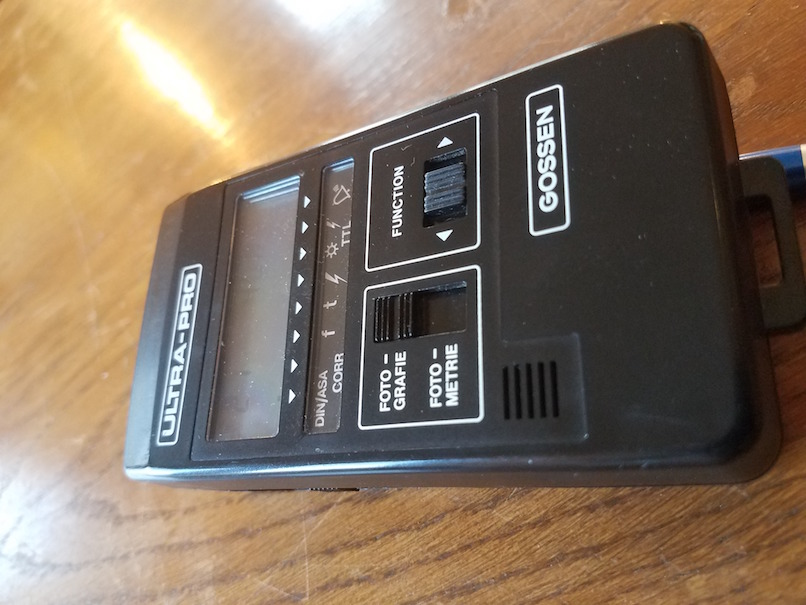 ULTRA-PRO
DIN/ASA
CORR
f
t
TTL
FOTO-
GRAFIE
FOTO-
METRIE
FUNCTION
GOSSEN